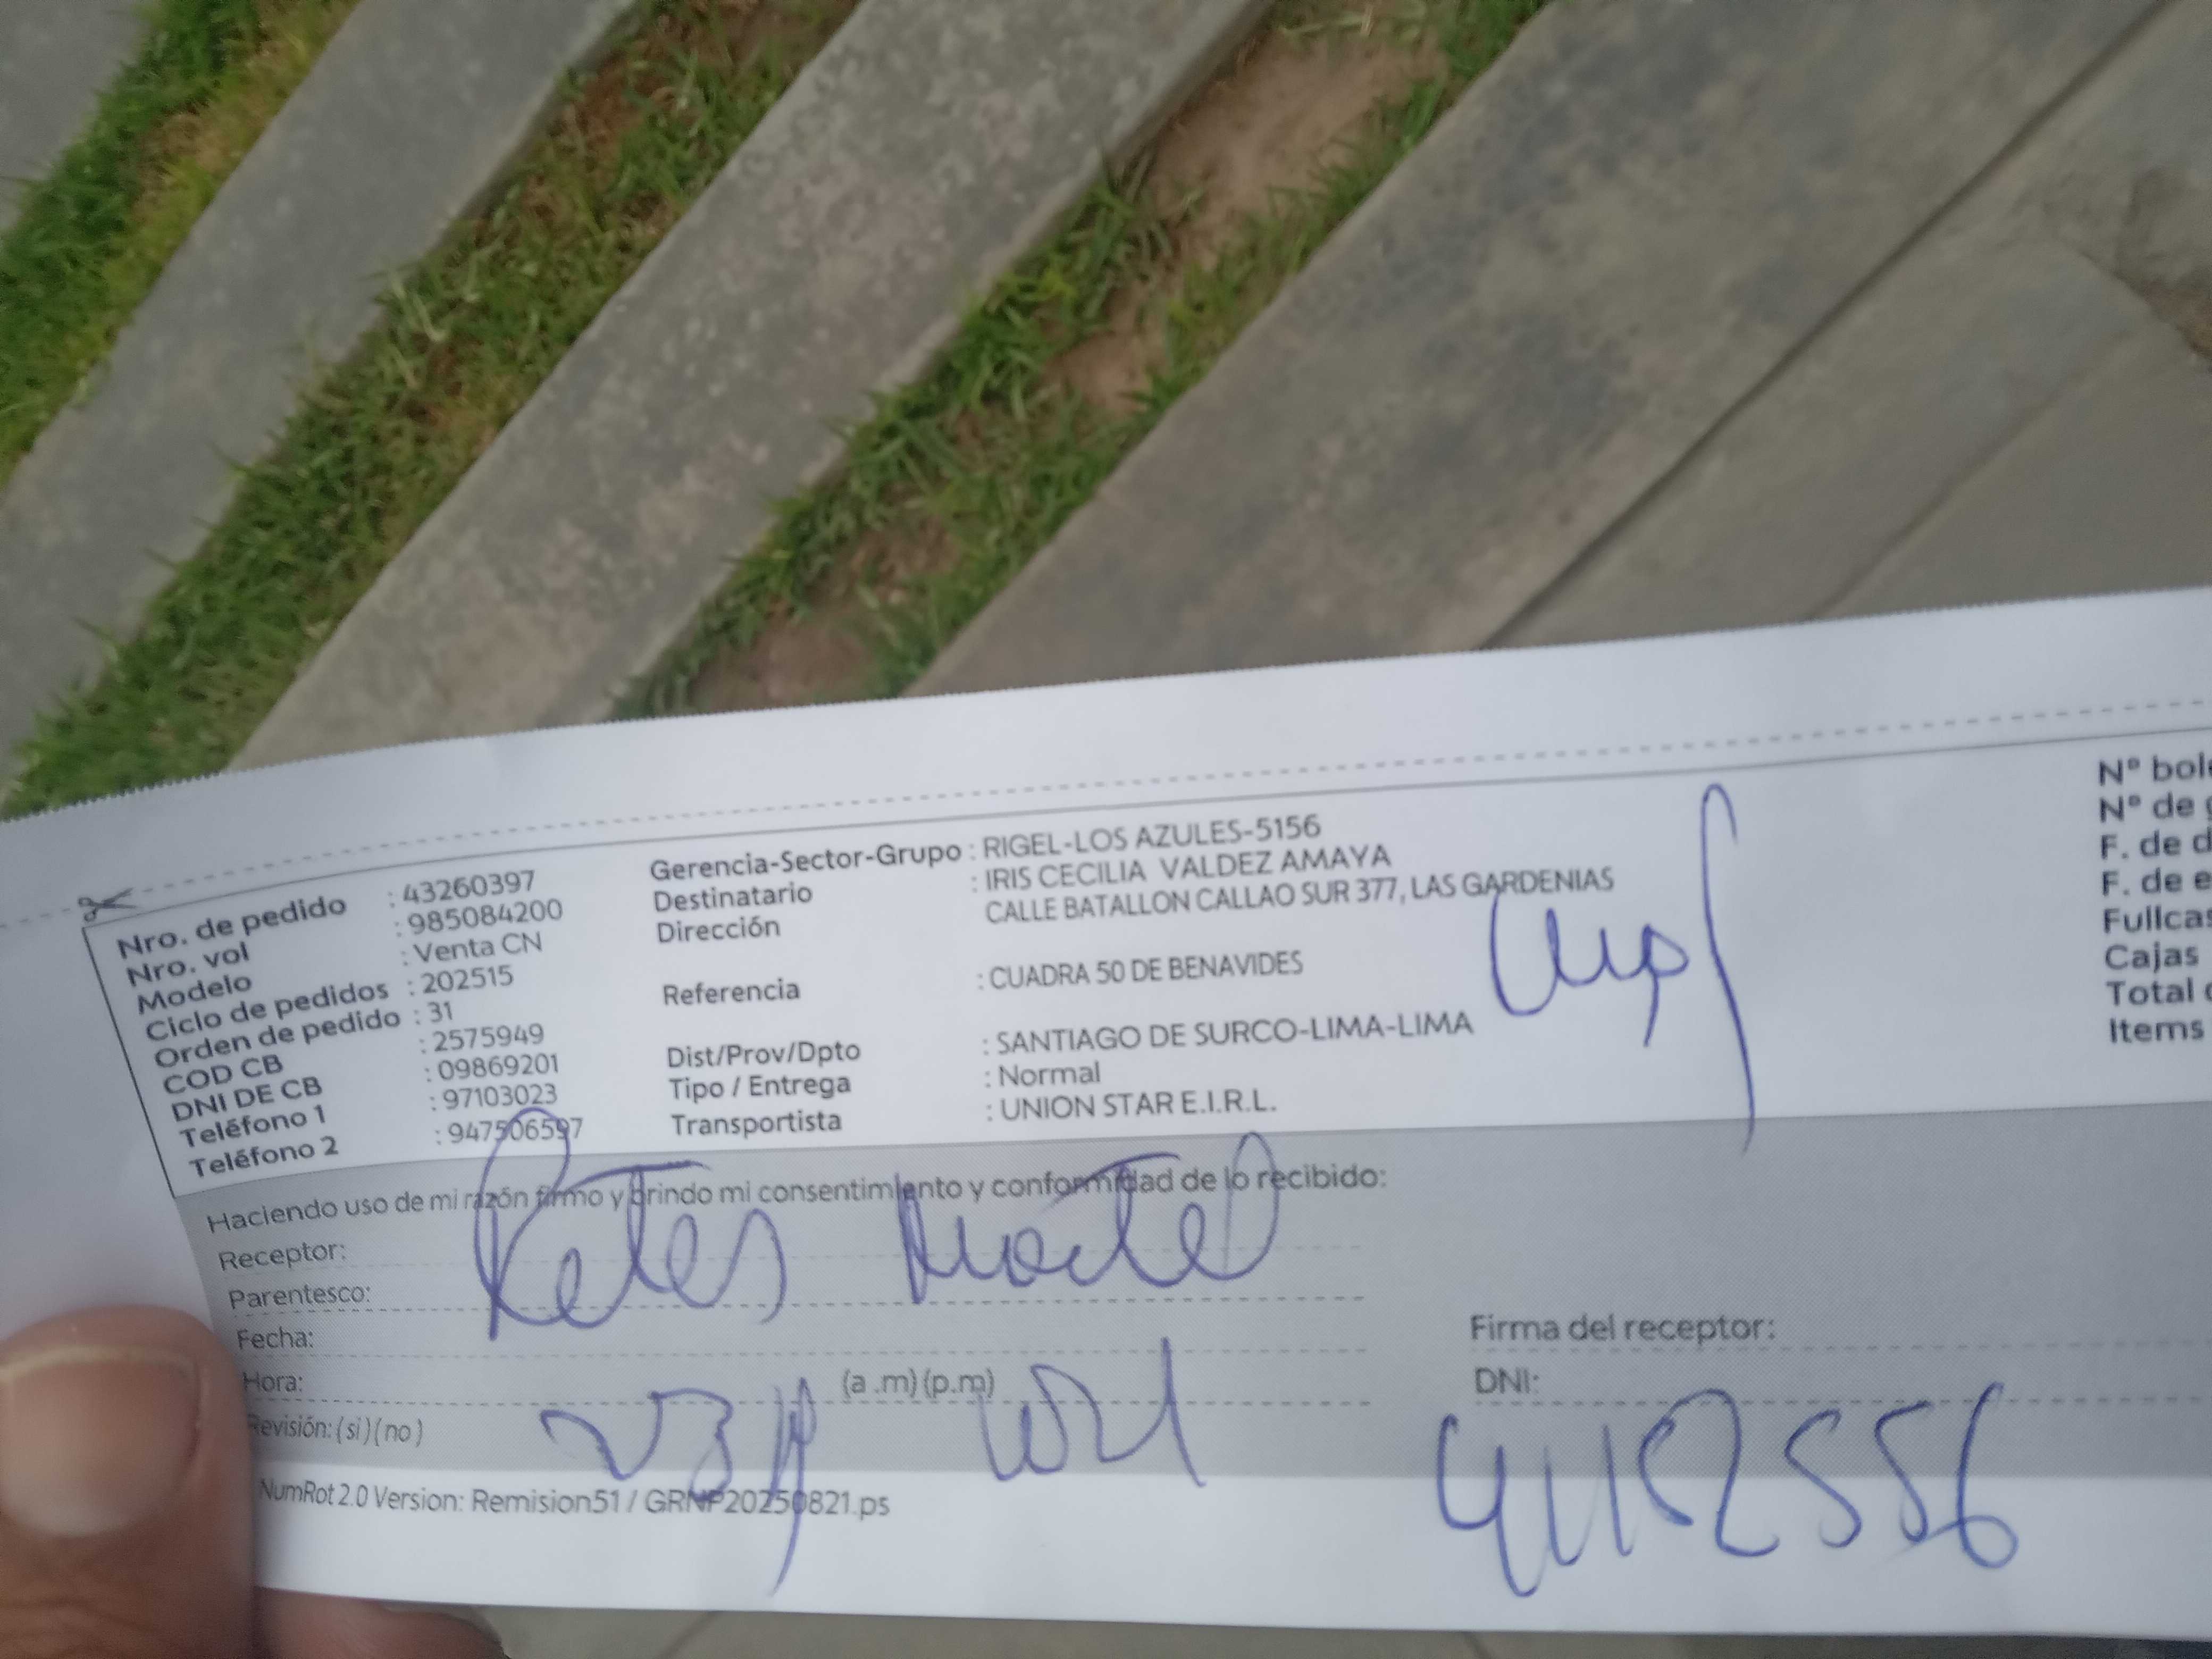 Nro. de pedido : 43260397
Nro. vol : 985084200
Modelo : Venta CN
Ciclo de pedidos : 202515
Orden de pedido : 31
COD CB : 2575949
DNI DE CB : 09869201
Teléfono 1 : 97103023
Teléfono 2 : 947506597
Gerencia-Sector-Grupo : RIGEL-LOS AZULES-5156
Destinatario : IRIS CECILIA VALDEZ AMAYA
Dirección CALLE BATALLON CALLAO SUR 377, LAS GARDENIAS
Referencia : CUADRA 50 DE BENAVIDES
Dist/Prov/Dpto : SANTIAGO DE SURCO-LIMA-LIMA
Tipo / Entrega : Normal
Transportista : UNION STAR E.I.R.L.
N° bol
N° de
F. de d
F. de e
Fullcas
Cajas
Total
Items
Haciendo uso de mi razón firmo y brindo mi consentimiento y conformidad de lo recibido:
Receptor:
Parentesco:
Fecha:
Hora: (a .m) (p.m)
Revisión: ( si ) ( no )
Firma del receptor:
DNI:
NumRot 2.0 Version: Remision51 / GRNP20250821.ps